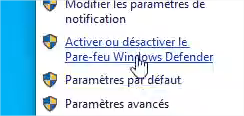 Modifier les paramètres de
notification
Activer ou désactiver le
Pare-feu Windows Defender
Paramètres par défaut
Paramètres avancés